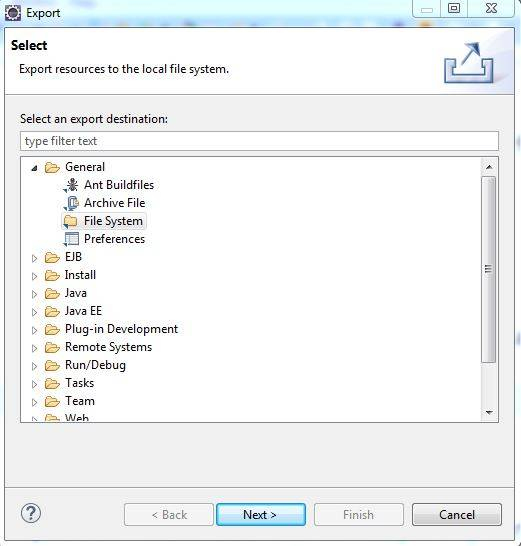 Export
Select
Export resources to the local file system.
Select an export destination:
type filter text
General
Ant Buildfiles
Archive File
File System
Preferences
EJB
Install
Java
Java EE
Plug-in Development
Remote Systems
Run/Debug
Tasks
Team
Web
?
< Back
Next >
Finish
Cancel